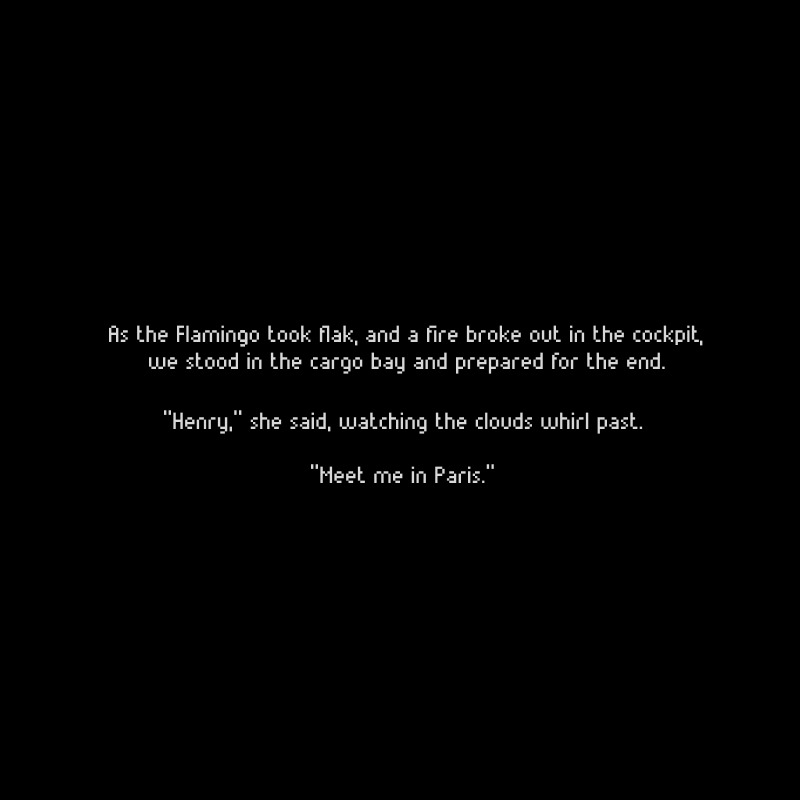 As the Flamingo took flak, and a fire broke out in the cockpit,
we stood in the cargo bay and prepared for the end.
"Henry," she said, watching the clouds whirl past.
"Meet me in Paris."